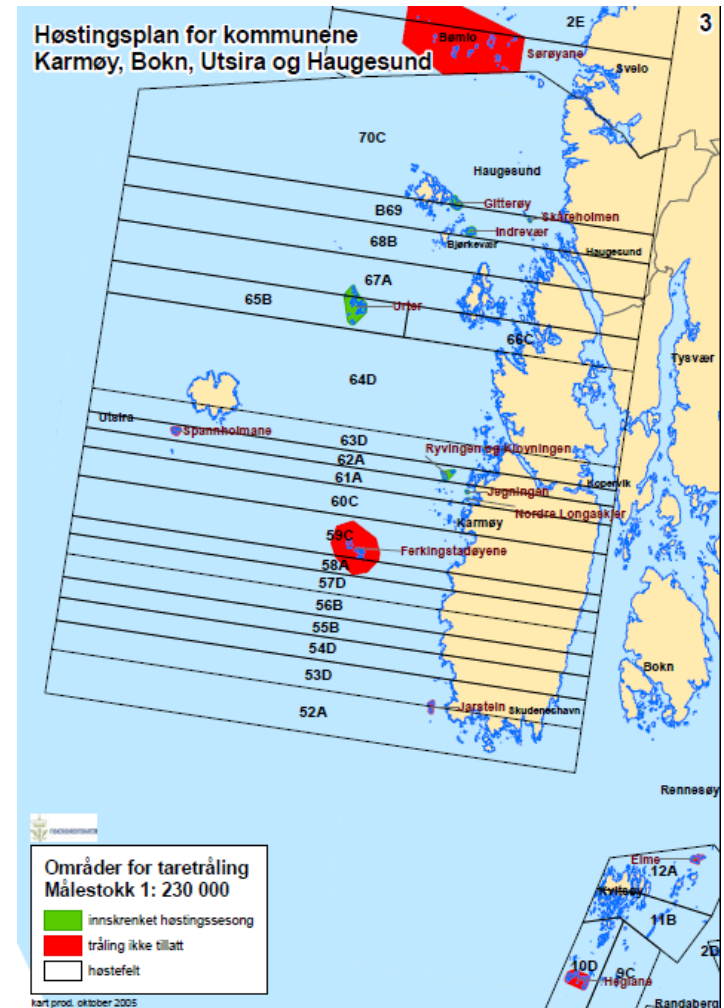 Høstingsplan for kommunene
Karmøy, Bokn, Utsira og Haugesund
3
2E
Bømlo
Sørøyane
Sveio
70C
Haugesund
Gitterøy
B69
Skåreholmen
Indrevær
68B
Bjørkevær
Haugesund
67A
65B
Urter
66C
Tysvær
64D
Utsira
Spannholmane
63D
Ryvingen og Klovningen
62A
61A
Kopervik
Jegningen
60C
Nordre Longaskjer
Karmøy
59C
Ferkingstadøyene
58A
57D
56B
55B
54D
Bokn
53D
Jarstein
Skudeneshavn
52A
Rennesøy
Eime
12A
Kvitsøy
11B
2D
10D
9C
Heglane
Randaberg
Områder for taretråling
Målestokk 1: 230 000
innskrenket høstingssesong
tråling ikke tillatt
høstefelt
kart prod. oktober 2005